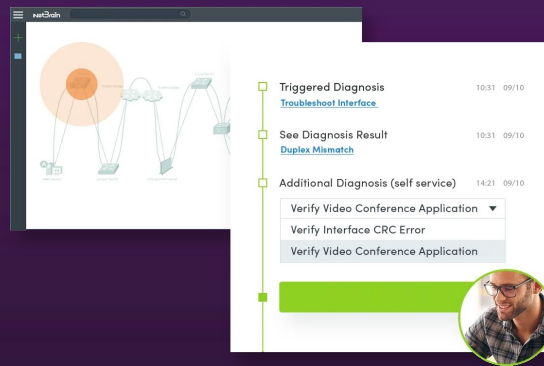 NetBrain
Triggered Diagnosis 10:31 09/10
Troubleshoot Interface
See Diagnosis Result 10:31 09/10
Duplex Mismatch
Additional Diagnosis (self service) 14:21 09/10
Verify Video Conference Application
Verify Interface CRC Error
Verify Video Conference Application